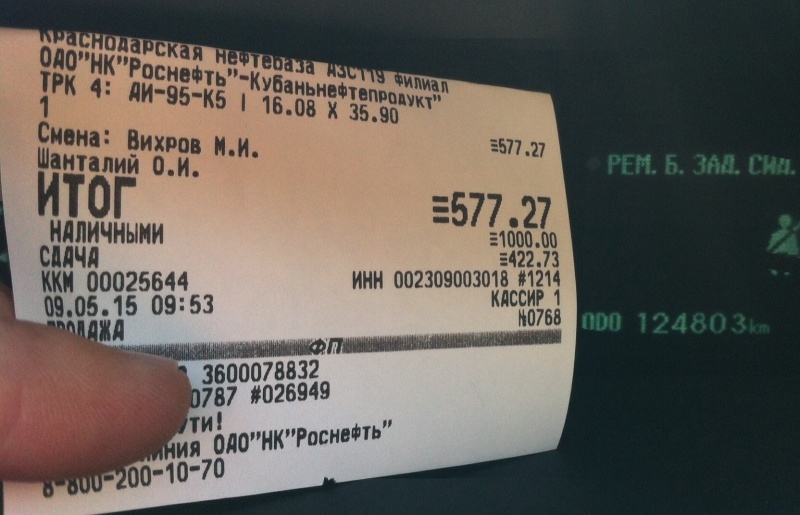 Краснодарская нефтебаза АЗС119 филиал
ОАО"НК"Роснефть"-Кубаньнефтепродукт"
ТРК 4: АИ-95-К5 | 16.08 X 35.90
1
≡577.27
Смена: Вихров М.И.
Шанталий О.И.
ИТОГ ≡577.27
НАЛИЧНЫМИ ≡1000.00
СДАЧА ≡422.73
ККМ 00025644 ИНН 002309003018 #1214
09.05.15 09:53 КАССИР 1
ПРОДАЖА №0768
ФП
3600078832
0787 #026949
ути!
линия ОАО"НК"Роснефть"
8-800-200-10-70
РЕМ. Б. ЗАД. СИД.
ODO 124803km